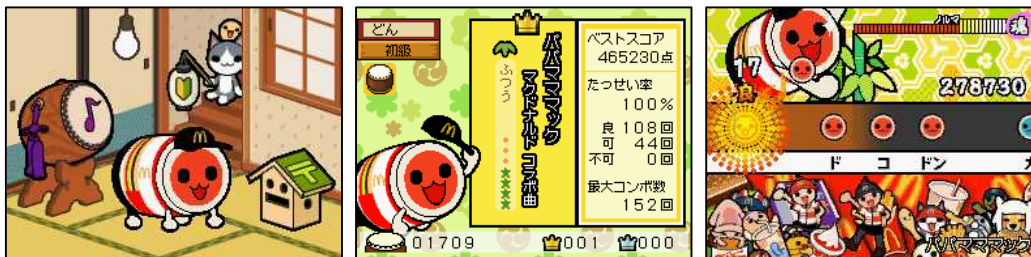 どん
初級
ふつう
パパママママック
マクドナルド コラボ曲
ベストスコア
465230点
たっせい率
100%
良 108回
可 44回
不可 0回
最大コンボ数
152回
01709
001
000
ノルマ
魂
17
良
278730
ド コ ドン
パパママママック